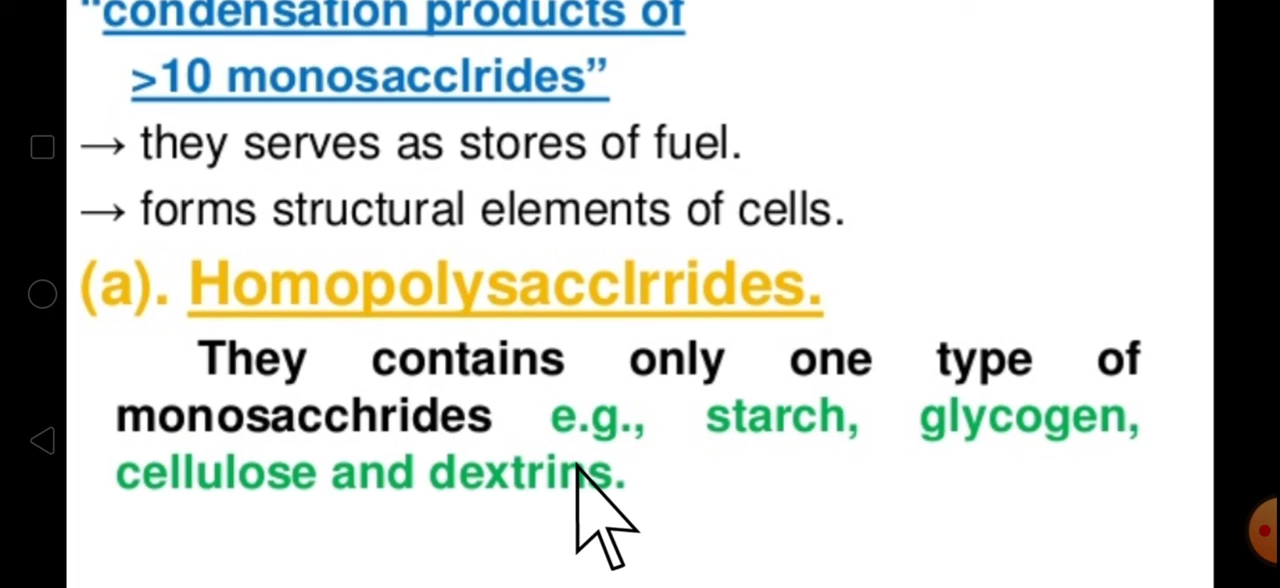 "condensation products of
>10 monosacclrides”
→ they serves as stores of fuel.
→ forms structural elements of cells.
(a). Homopolysacclrrides.
They contains only one type of
monosacchrides e.g., starch, glycogen,
cellulose and dextrins.